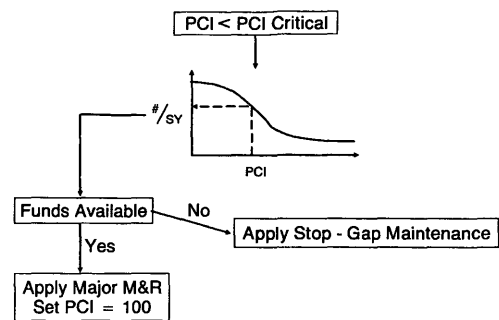 PCI < PCI Critical
#/SY
PCI
Funds Available
No
Apply Stop - Gap Maintenance
Yes
Apply Major M&R
Set PCI = 100